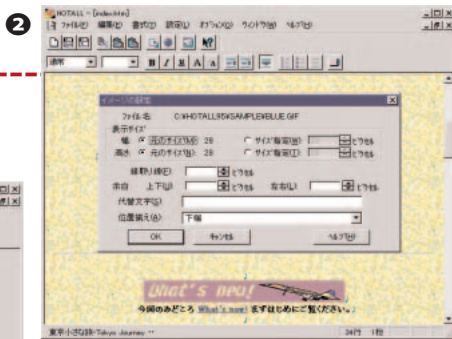 ❷
HOTALL - [index.htm]
ファイル(F) 編集(E) 書式(T) 設定(U) オプション(O) ウィンドウ(W) ヘルプ(H)
標準
B I E A A
イメージの設定
ファイル名 C:¥HOTALL95¥SAMPLE¥BLUE.GIF
表示サイズ
幅 元のサイズ(M) 28 サイズ指定(W) ピクセル
高さ 元のサイズ(N) 28 サイズ指定(T) ピクセル
縁取り線(E) ピクセル
余白 上下(U) ピクセル 左右(L) ピクセル
代替文字(S)
位置揃え(A) 下端
OK キャンセル ヘルプ(H)
What's new!
今回のみどころ What's new! まずはじめにご覧ください。
東京小さな旅-Tokyo Journey